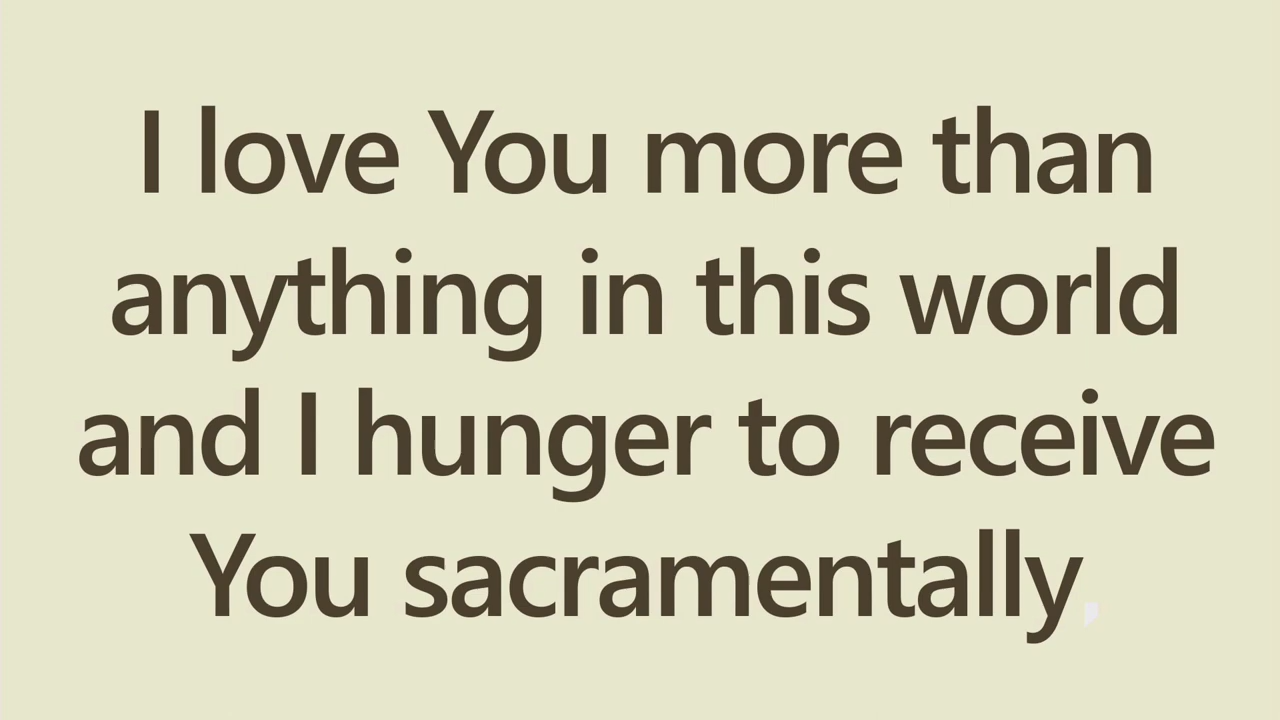 I love You more than
anything in this world
and I hunger to receive
You sacramentally,